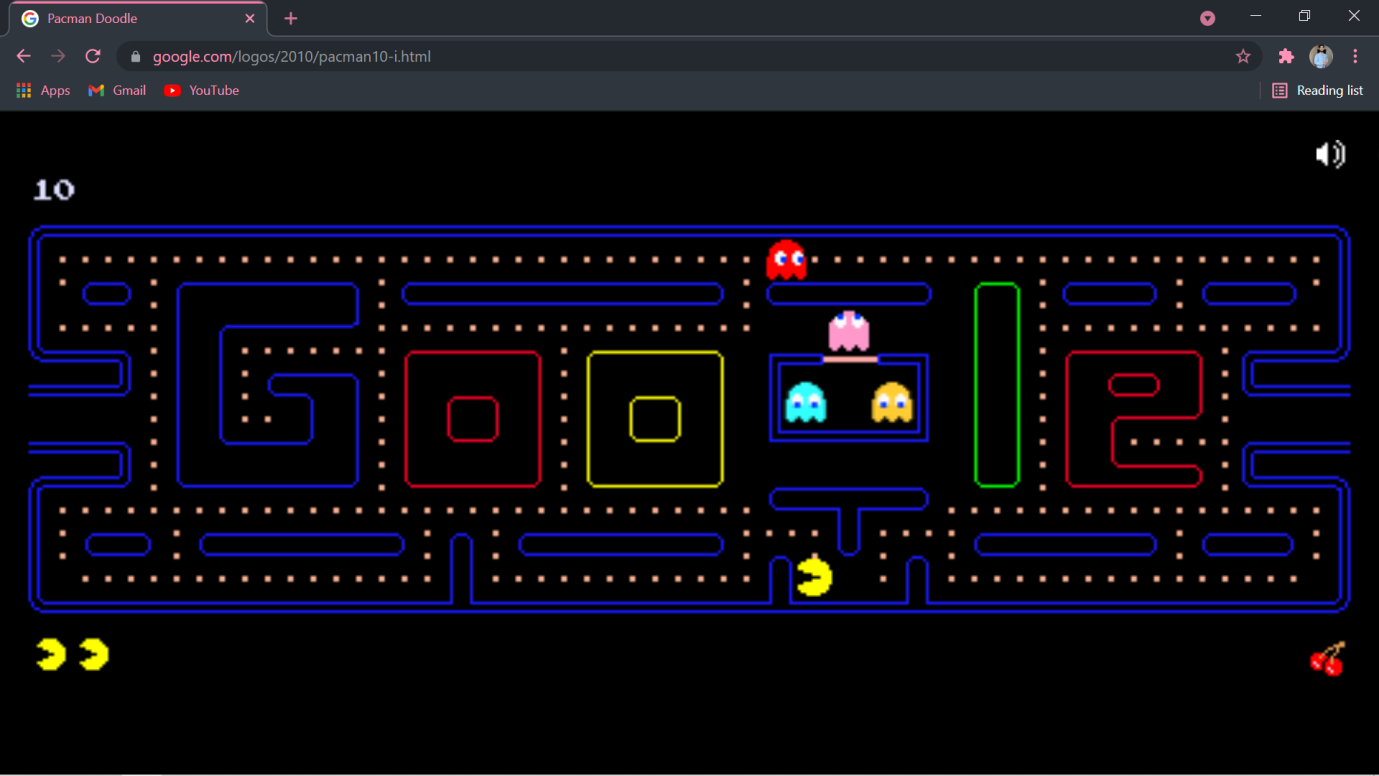 Pacman Doodle
google.com/logos/2010/pacman10-i.html
Apps Gmail YouTube Reading list
10